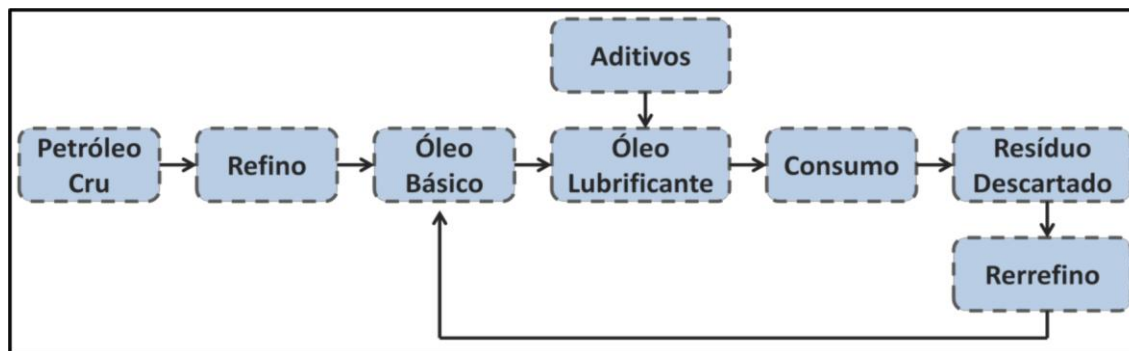 Aditivos
Petróleo
Cru
Refino
Óleo
Básico
Óleo
Lubrificante
Consumo
Resíduo
Descartado
Rerrefino